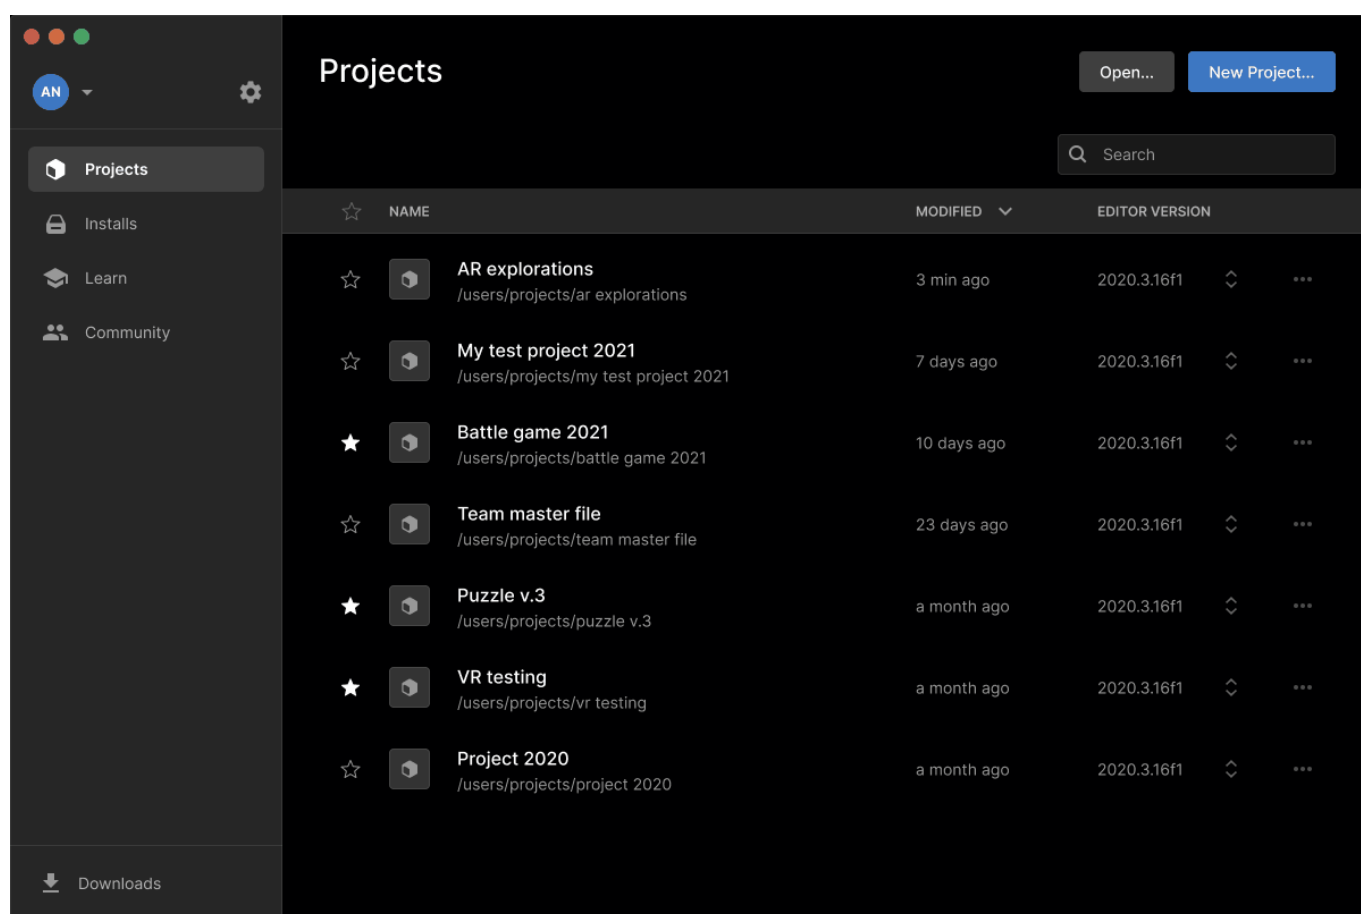 AN
Projects
Installs
Learn
Community
Downloads
Projects
Open...
New Project...
Search
NAME MODIFIED EDITOR VERSION
AR explorations
/users/projects/ar explorations
3 min ago 2020.3.16f1
My test project 2021
/users/projects/my test project 2021
7 days ago 2020.3.16f1
Battle game 2021
/users/projects/battle game 2021
10 days ago 2020.3.16f1
Team master file
/users/projects/team master file
23 days ago 2020.3.16f1
Puzzle v.3
/users/projects/puzzle v.3
a month ago 2020.3.16f1
VR testing
/users/projects/vr testing
a month ago 2020.3.16f1
Project 2020
/users/projects/project 2020
a month ago 2020.3.16f1